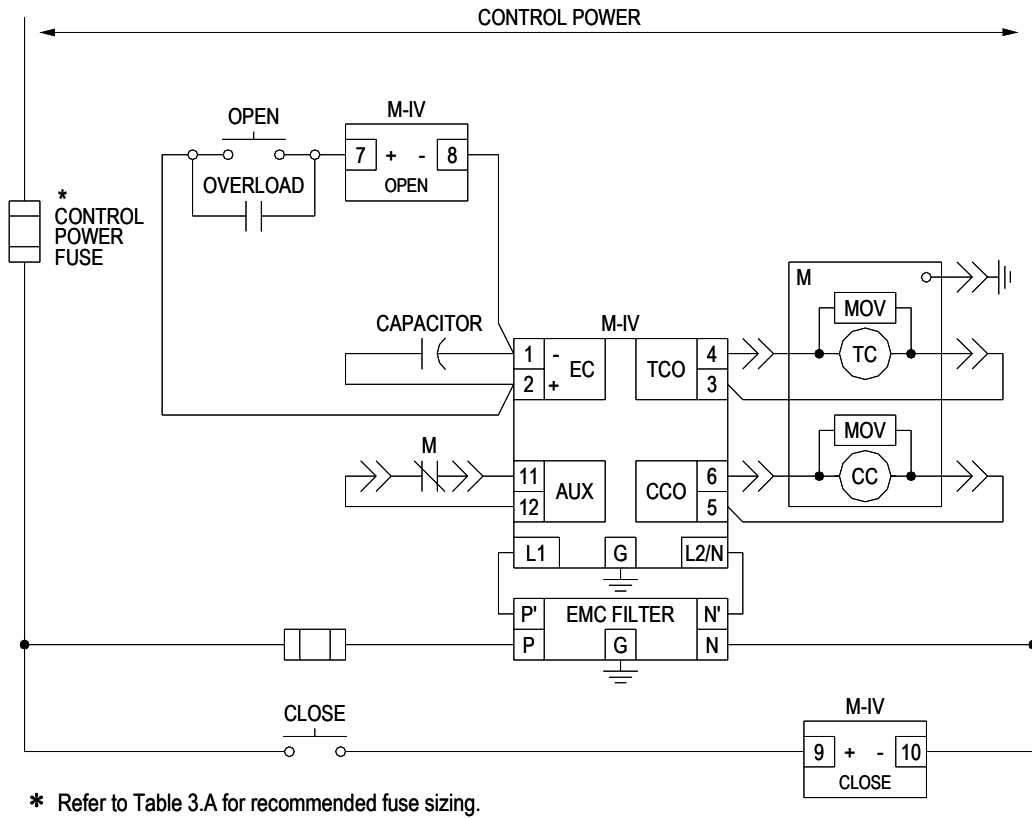 CONTROL POWER
M-IV
OPEN
7 + - 8
OPEN
OVERLOAD
*
CONTROL
POWER
FUSE
M
MOV
TC
CAPACITOR
M-IV
1 - EC TCO 4
2 + 3
MOV
CC
M
11 AUX CCO 6
12 5
L1 G L2/N
P' EMC FILTER N'
P G N
CLOSE
M-IV
9 + - 10
CLOSE
* Refer to Table 3.A for recommended fuse sizing.